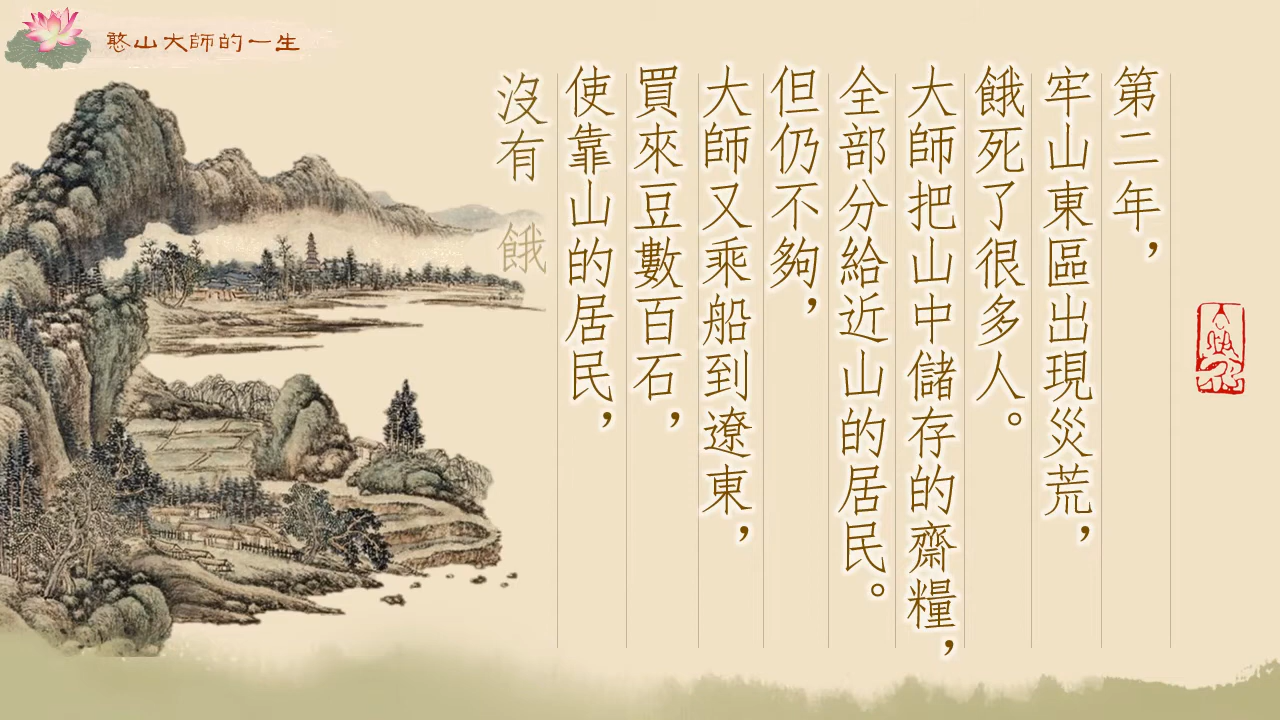 憨山大師的一生
第二年，
牢山東區出現災荒，
餓死了很多人。
大師把山中儲存的齋糧，
全部分給近山的居民。
但仍不夠，
大師又乘船到遼東，
買來豆數百石，
使靠山的居民，
沒有餓